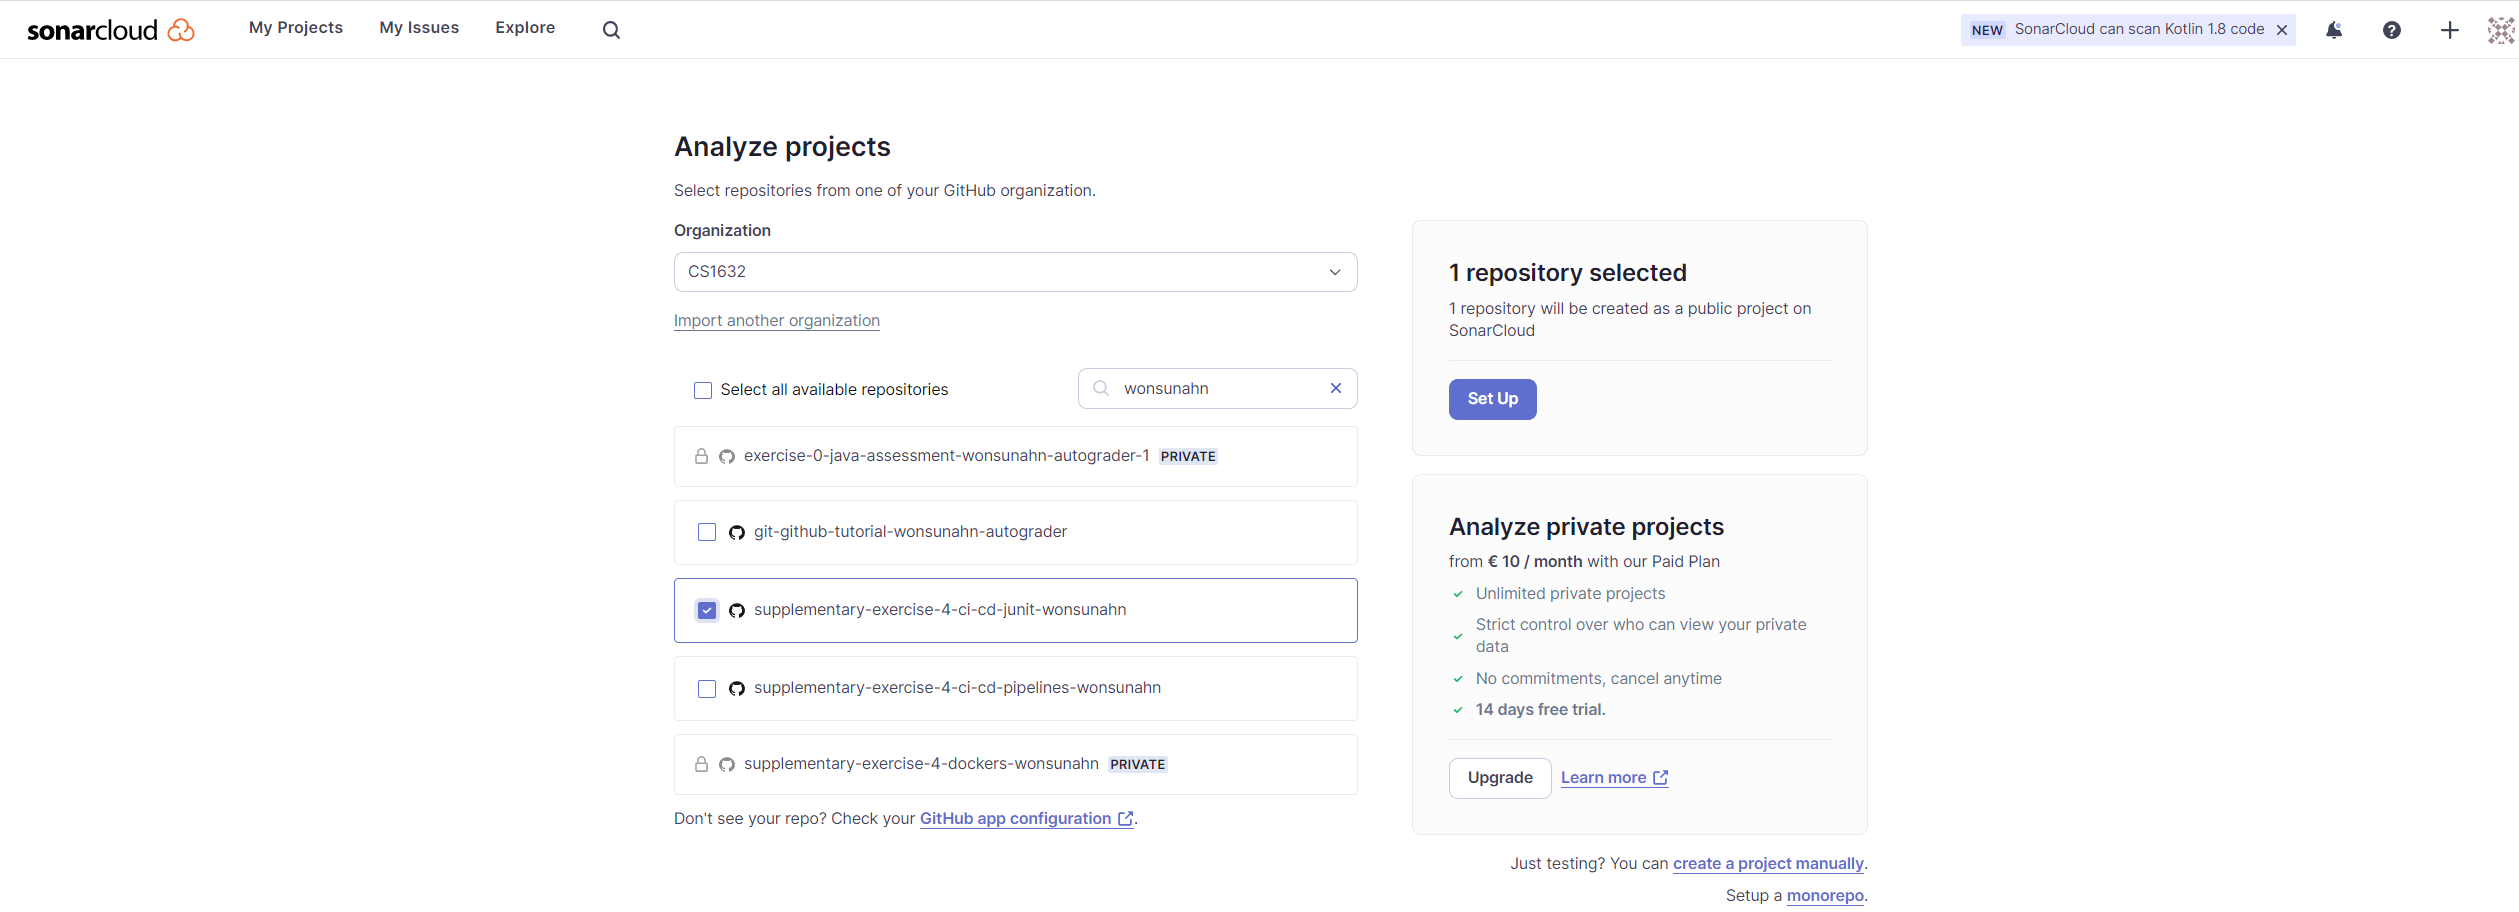 sonarcloud
My Projects
My Issues
Explore
NEW SonarCloud can scan Kotlin 1.8 code
Analyze projects
Select repositories from one of your GitHub organization.
Organization
CS1632
Import another organization
Select all available repositories
wonsunahn
exercise-0-java-assessment-wonsunahn-autograder-1 PRIVATE
git-github-tutorial-wonsunahn-autograder
supplementary-exercise-4-ci-cd-junit-wonsunahn
supplementary-exercise-4-ci-cd-pipelines-wonsunahn
supplementary-exercise-4-dockers-wonsunahn PRIVATE
Don't see your repo? Check your GitHub app configuration.
1 repository selected
1 repository will be created as a public project on
SonarCloud
Set Up
Analyze private projects
from € 10 / month with our Paid Plan
Unlimited private projects
Strict control over who can view your private
data
No commitments, cancel anytime
14 days free trial.
Upgrade
Learn more
Just testing? You can create a project manually.
Setup a monorepo.